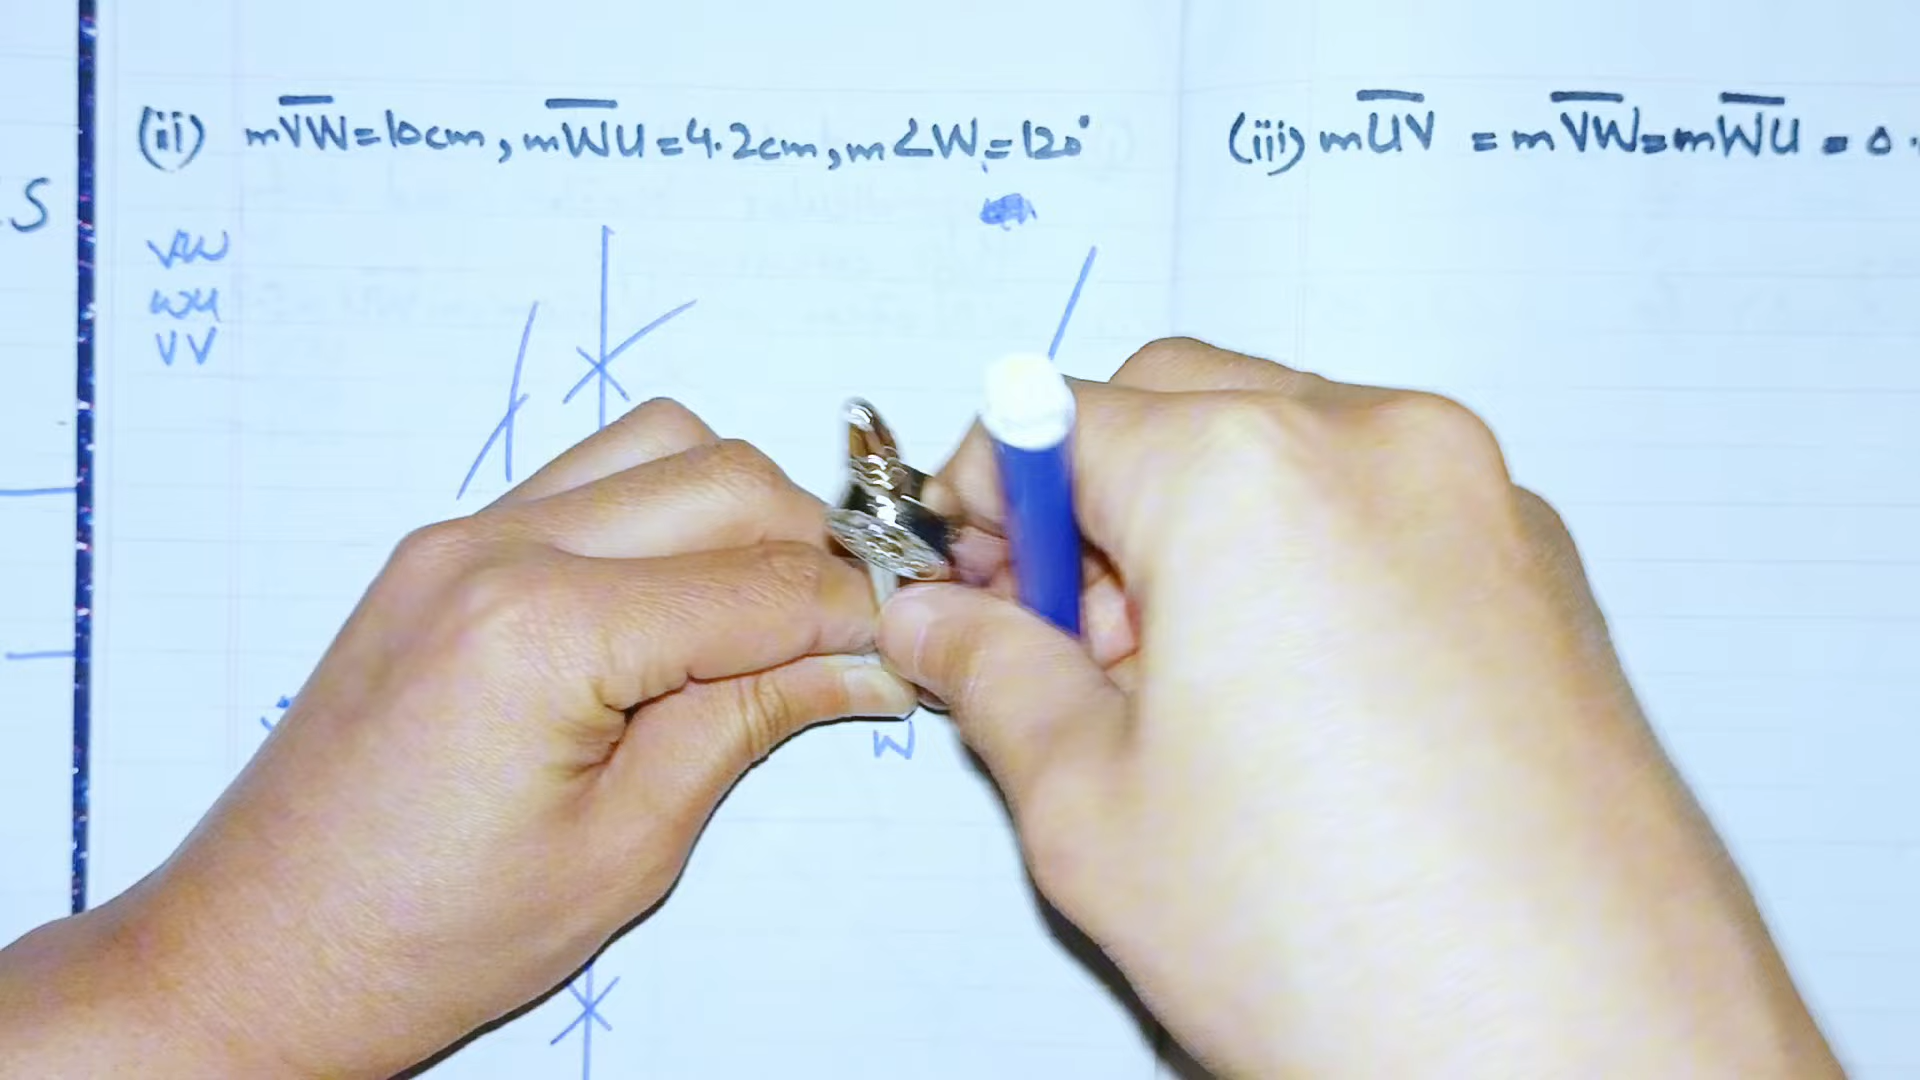 (ii) mVW=10cm, mWU=4.2cm, m∠W=120°
(iii) mUV = mVW=mWU =
S
VW
WU
VV
W